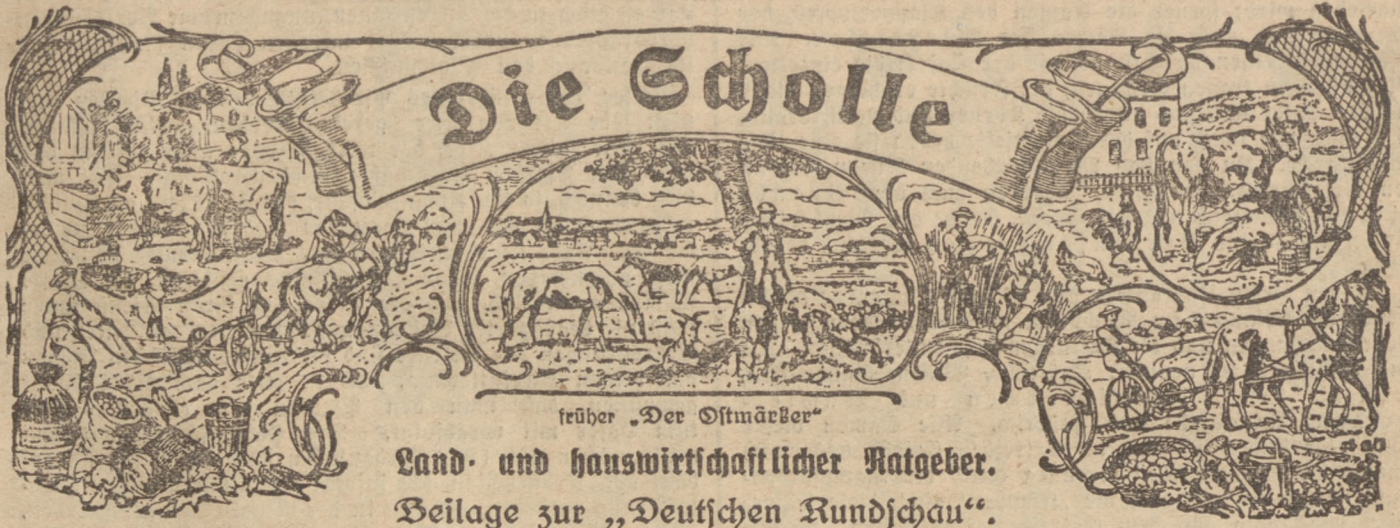 Die Scholle
früher „Der Ostmärker“
Land- und hauswirtschaftlicher Ratgeber.
Beilage zur „Deutschen Rundschau“.